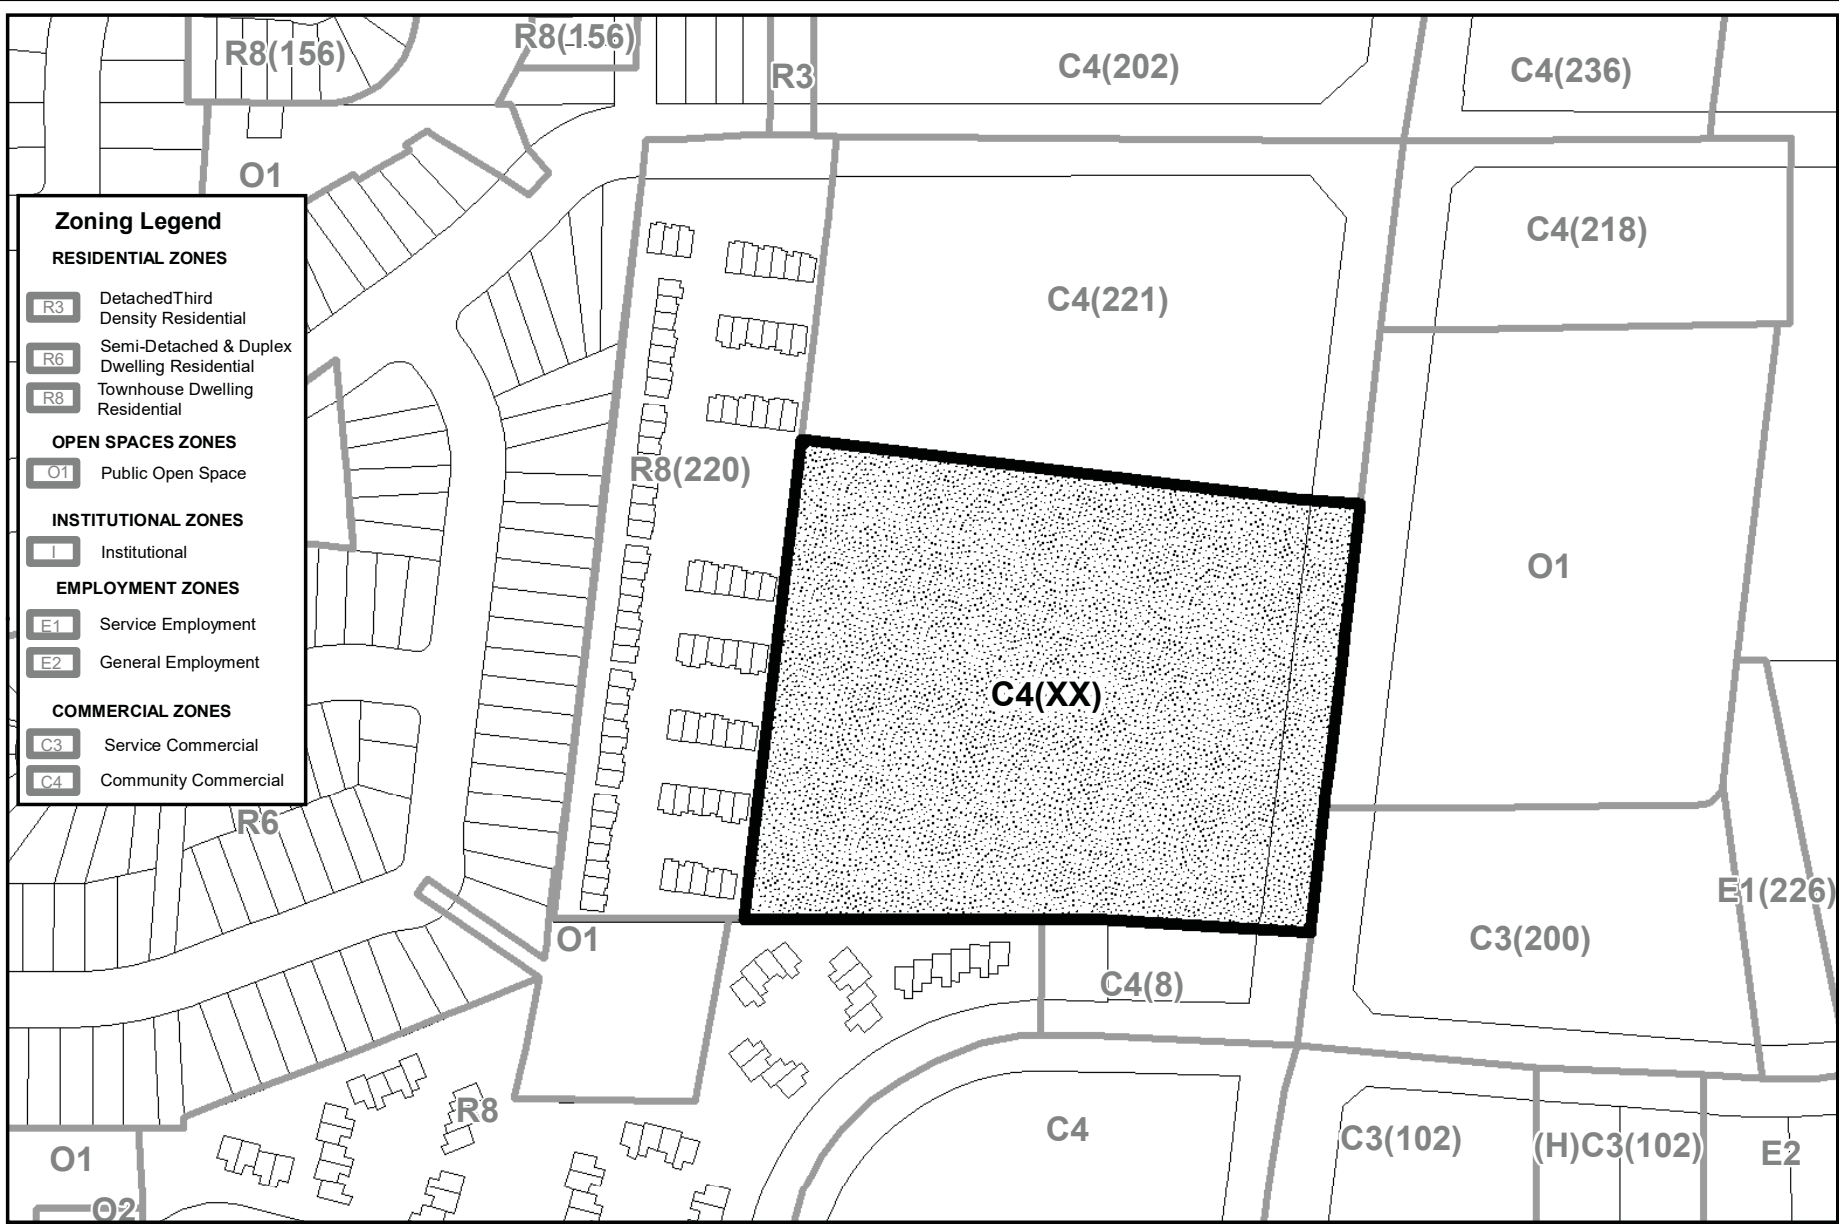 R8(156)
R8(156)
R3
C4(202)
C4(236)
O1
C4(218)
C4(221)
Zoning Legend
RESIDENTIAL ZONES
R3
DetachedThird
Density Residential
R6
Semi-Detached & Duplex
Dwelling Residential
R8
Townhouse Dwelling
Residential
OPEN SPACES ZONES
O1
Public Open Space
INSTITUTIONAL ZONES
I
Institutional
EMPLOYMENT ZONES
E1
Service Employment
E2
General Employment
COMMERCIAL ZONES
C3
Service Commercial
C4
Community Commercial
R8(220)
O1
C4(XX)
R6
E1(226)
O1
C3(200)
C4(8)
R8
C4
C3(102)
(H)C3(102)
E2
O1
O2